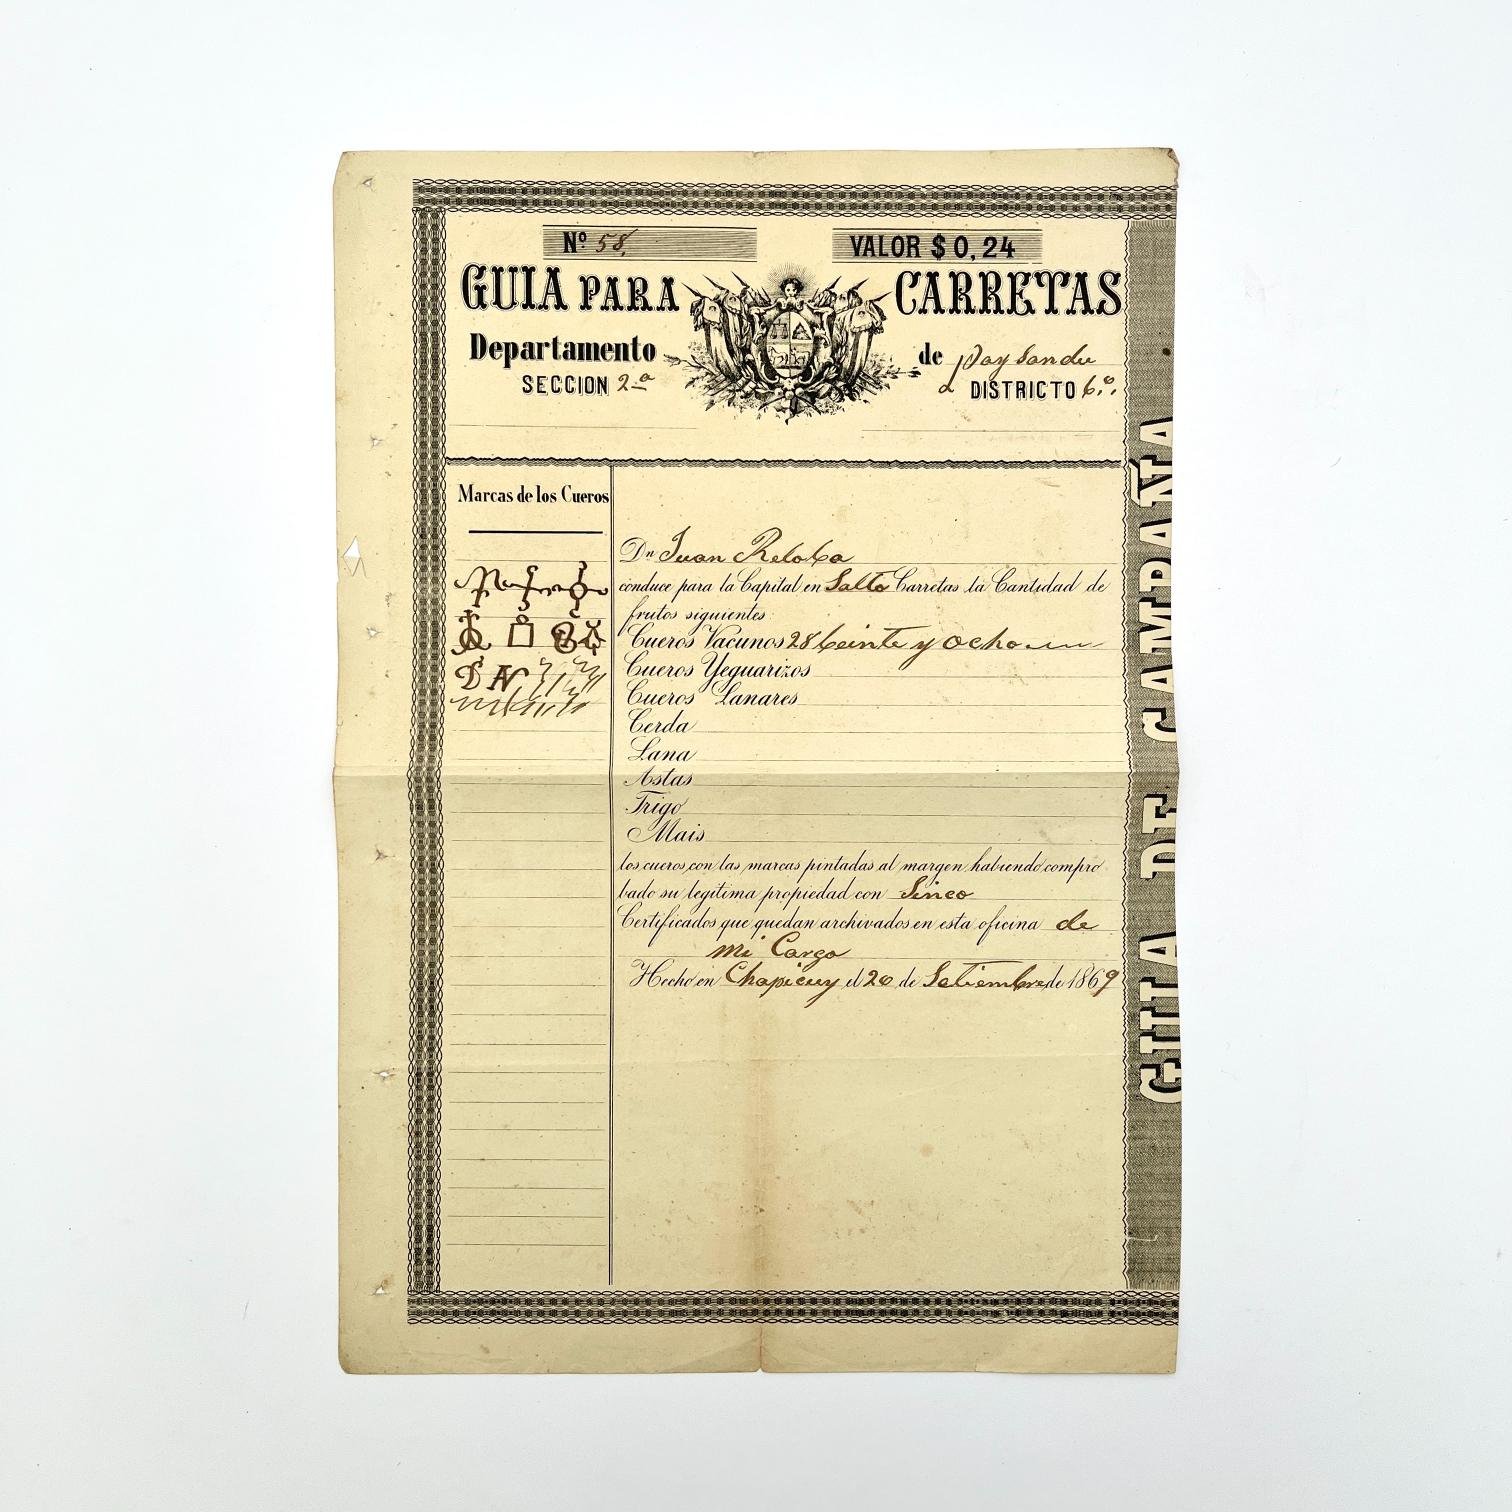 Nº 58,
VALOR $ 0,24
GUIA PARA CARRETAS
Departamento de Paysandu
SECCION 2ª DISTRICTO 6º.
Marcas de los Cueros
Dn Juan
conduce para la Capital en Salto Carretas la Cantidad de
frutos siguientes:
Cueros Vacunos 28 beinte y ocho
Cueros Yeguarizos
Cueros Lanares
Cerda
Lana
Astas
Trigo
Mais
los cueros con las marcas pintadas al margen, habiendo compro
bado su legitima propiedad con Sinco
Certificados que quedan archivados en esta oficina de
mi Cargo
Hecho en Chapicuy el 20 de Setiembre de 1869
GUIA DE CAMPAÑA